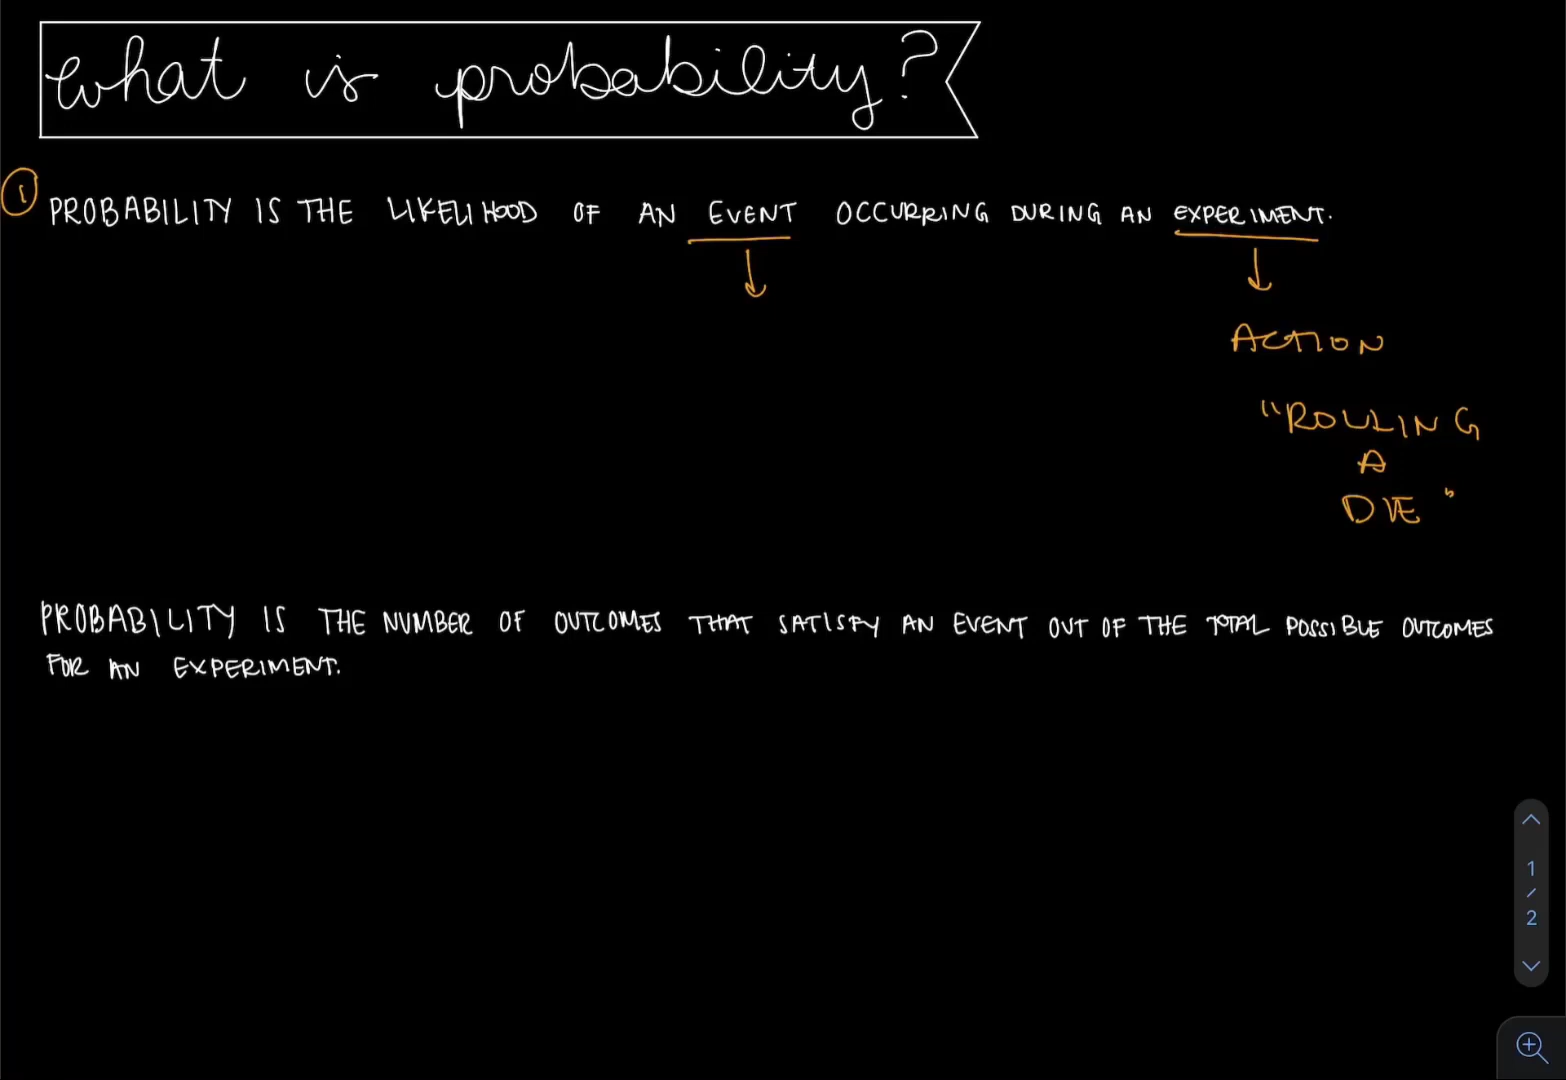 What is probability?
1
PROBABILITY IS THE LIKELIHOOD OF AN EVENT OCCURRING DURING AN EXPERIMENT.
ACTION
"ROLLING
A
DIE"
PROBABILITY IS THE NUMBER OF OUTCOMES THAT SATISFY AN EVENT OUT OF THE TOTAL POSSIBLE OUTCOMES
FOR AN EXPERIMENT.
1
/
2